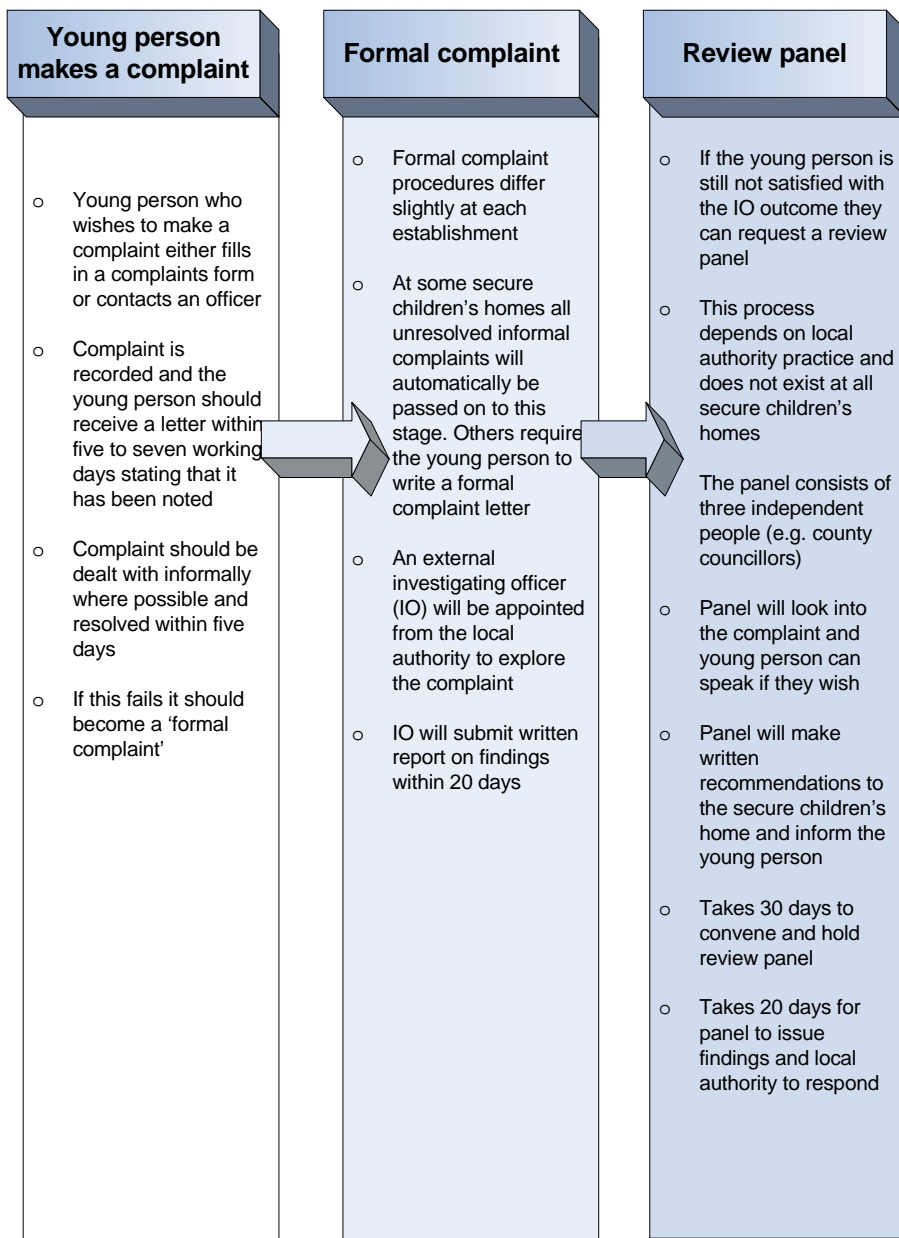 Young person
makes a complaint
o Young person who
wishes to make a
complaint either fills
in a complaints form
or contacts an officer
o Complaint is
recorded and the
young person should
receive a letter within
five to seven working
days stating that it
has been noted
o Complaint should be
dealt with informally
where possible and
resolved within five
days
o If this fails it should
become a ‘formal
complaint’
Formal complaint
o Formal complaint
procedures differ
slightly at each
establishment
o At some secure
children’s homes all
unresolved informal
complaints will
automatically be
passed on to this
stage. Others require
the young person to
write a formal
complaint letter
o An external
investigating officer
(IO) will be appointed
from the local
authority to explore
the complaint
o IO will submit written
report on findings
within 20 days
Review panel
o If the young person is
still not satisfied with
the IO outcome they
can request a review
panel
o This process
depends on local
authority practice and
does not exist at all
secure children’s
homes
The panel consists of
three independent
people (e.g. county
councillors)
o Panel will look into
the complaint and
young person can
speak if they wish
o Panel will make
written
recommendations to
the secure children’s
home and inform the
young person
o Takes 30 days to
convene and hold
review panel
o Takes 20 days for
panel to issue
findings and local
authority to respond